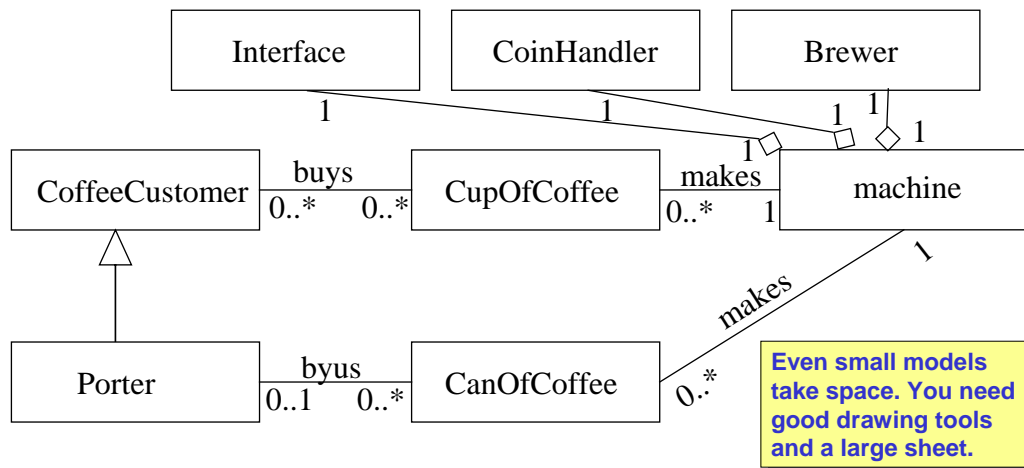 Interface
CoinHandler
Brewer
1
1
1
1
1
1
CoffeeCustomer
buys
0..*
0..*
CupOfCoffee
makes
0..*
1
machine
1
makes
0..*
Porter
byus
0..1
0..*
CanOfCoffee
Even small models
take space. You need
good drawing tools
and a large sheet.